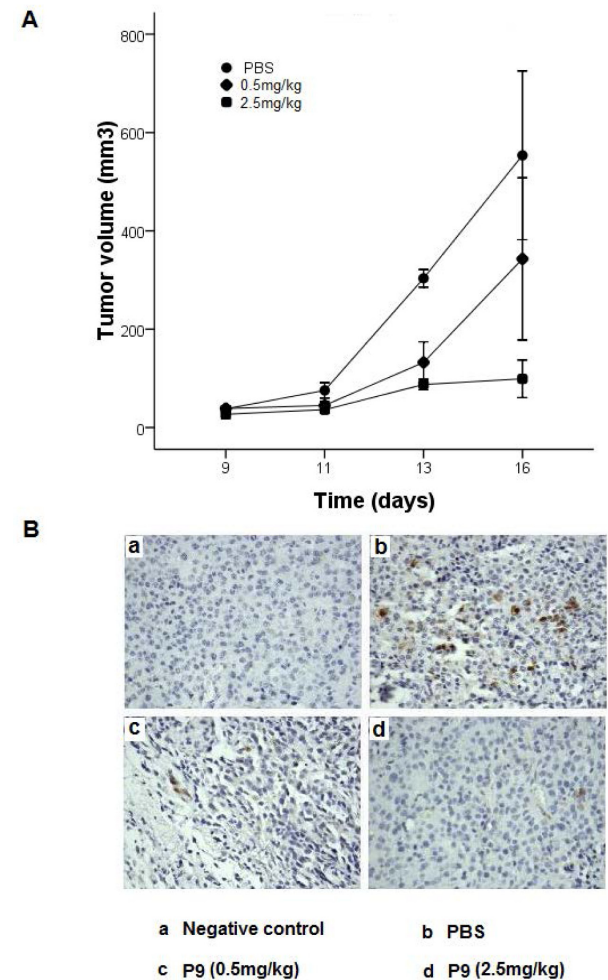 A
800
600
400
200
0
Tumor volume (mm3)
PBS
0.5mg/kg
2.5mg/kg
9 11 13 16
Time (days)
B
a
b
c
d
a Negative control b PBS
c P9 (0.5mg/kg) d P9 (2.5mg/kg)